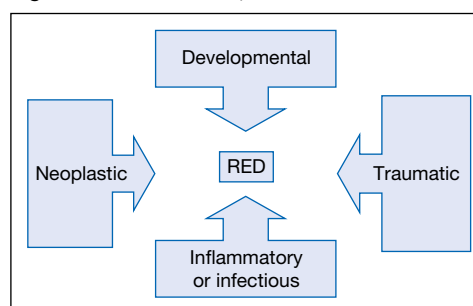 Developmental
Neoplastic
RED
Traumatic
Inflammatory
or infectious